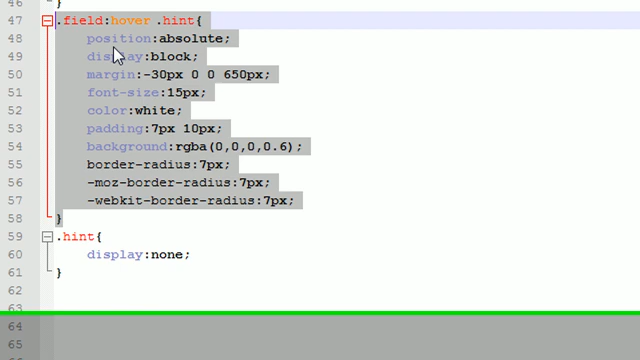 46 }
47 .field:hover .hint{
48 position:absolute;
49 display:block;
50 margin:-30px 0 0 650px;
51 font-size:15px;
52 color:white;
53 padding:7px 10px;
54 background:rgba(0,0,0,0.6);
55 border-radius:7px;
56 -moz-border-radius:7px;
57 -webkit-border-radius:7px;
58 }
59 .hint{
60 display:none;
61 }
62
63
64
65